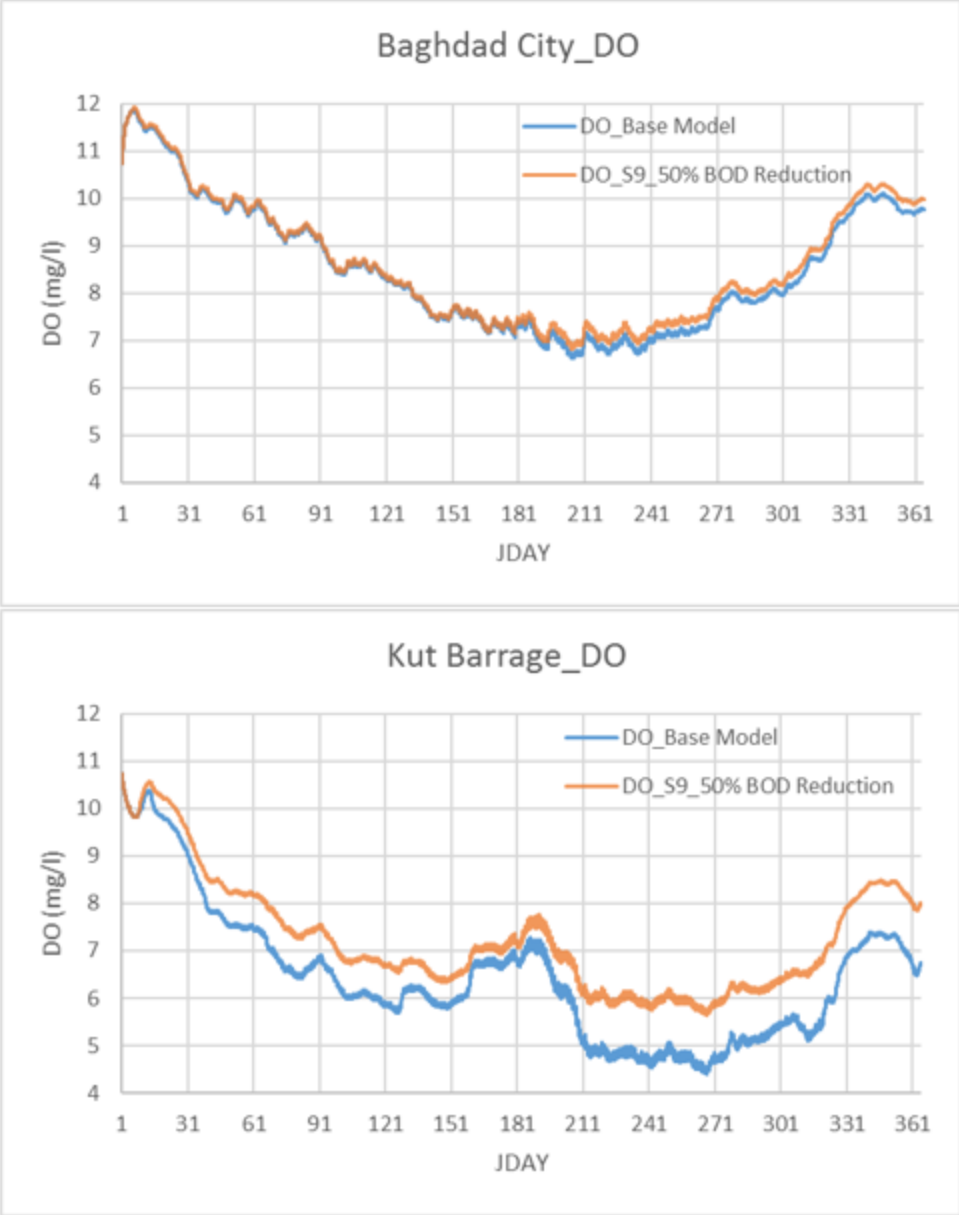 Baghdad City_DO
DO_Base Model
DO_S9_50% BOD Reduction
DO (mg/l)
12
11
10
9
8
7
6
5
4
1 31 61 91 121 151 181 211 241 271 301 331 361
JDAY
Kut Barrage_DO
DO_Base Model
DO_S9_50% BOD Reduction
DO (mg/l)
12
11
10
9
8
7
6
5
4
1 31 61 91 121 151 181 211 241 271 301 331 361
JDAY